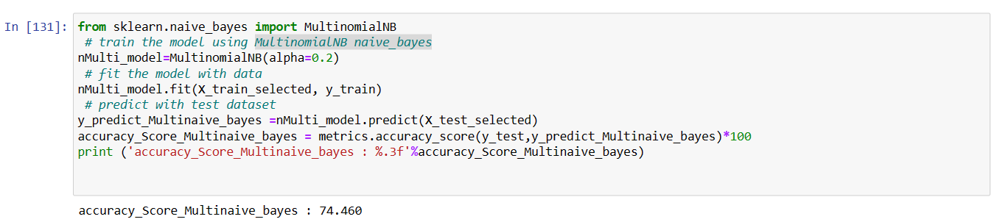 In [131]: from sklearn.naive_bayes import MultinomialNB
# train the model using MultinomialNB naive_bayes
nMulti_model=MultinomialNB(alpha=0.2)
# fit the model with data
nMulti_model.fit(X_train_selected, y_train)
# predict with test dataset
y_predict_Multinaive_bayes =nMulti_model.predict(X_test_selected)
accuracy_Score_Multinaive_bayes = metrics.accuracy_score(y_test,y_predict_Multinaive_bayes)*100
print ('accuracy_Score_Multinaive_bayes : %.3f'%accuracy_Score_Multinaive_bayes)
accuracy_Score_Multinaive_bayes : 74.460